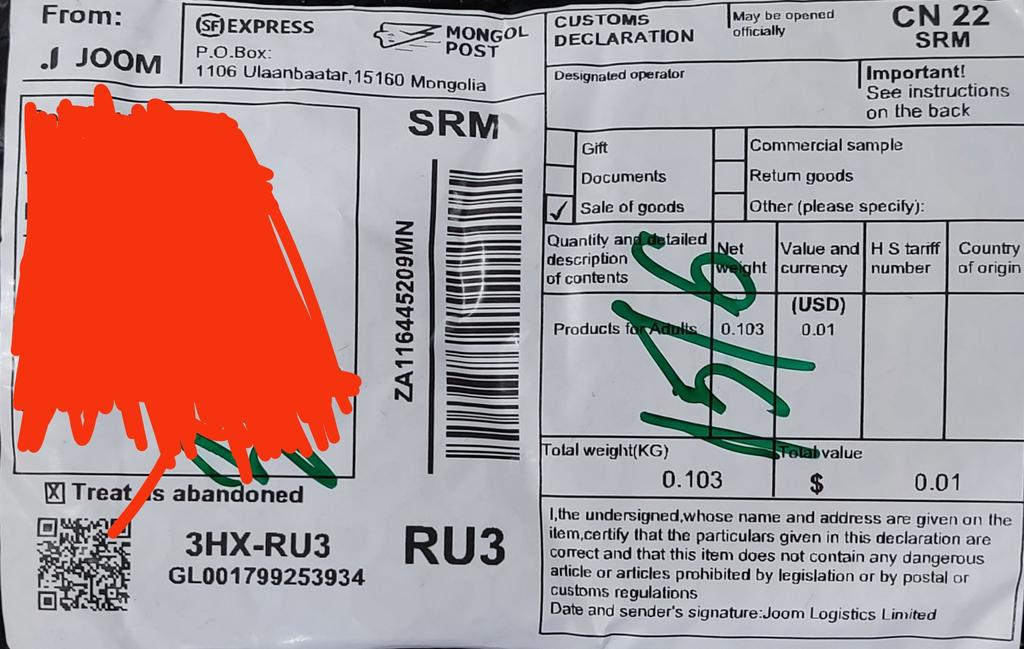 From:
JOOM
SF EXPRESS
MONGOL
POST
P.O.Box:
1106 Ulaanbaatar,15160 Mongolia
SRM
ZA116445209MN
Treat as abandoned
3HX-RU3
GL001799253934
RU3
CUSTOMS
DECLARATION
May be opened
officially
CN 22
SRM
Designated operator
Important!
See instructions
on the back
Gift
Commercial sample
Documents
Return goods
✓ Sale of goods
Other (please specify):
Quantity and detailed
description
of contents
Net
weight
Value and
currency
H S tariff
number
Country
of origin
(USD)
Products for Adults 0.103 0.01
Total weight(KG)
0.103
Total value
$ 0.01
I,the undersigned,whose name and address are given on the
item,certify that the particulars given in this declaration are
correct and that this item does not contain any dangerous
article or articles prohibited by legislation or by postal or
customs regulations
Date and sender's signature:Joom Logistics Limited